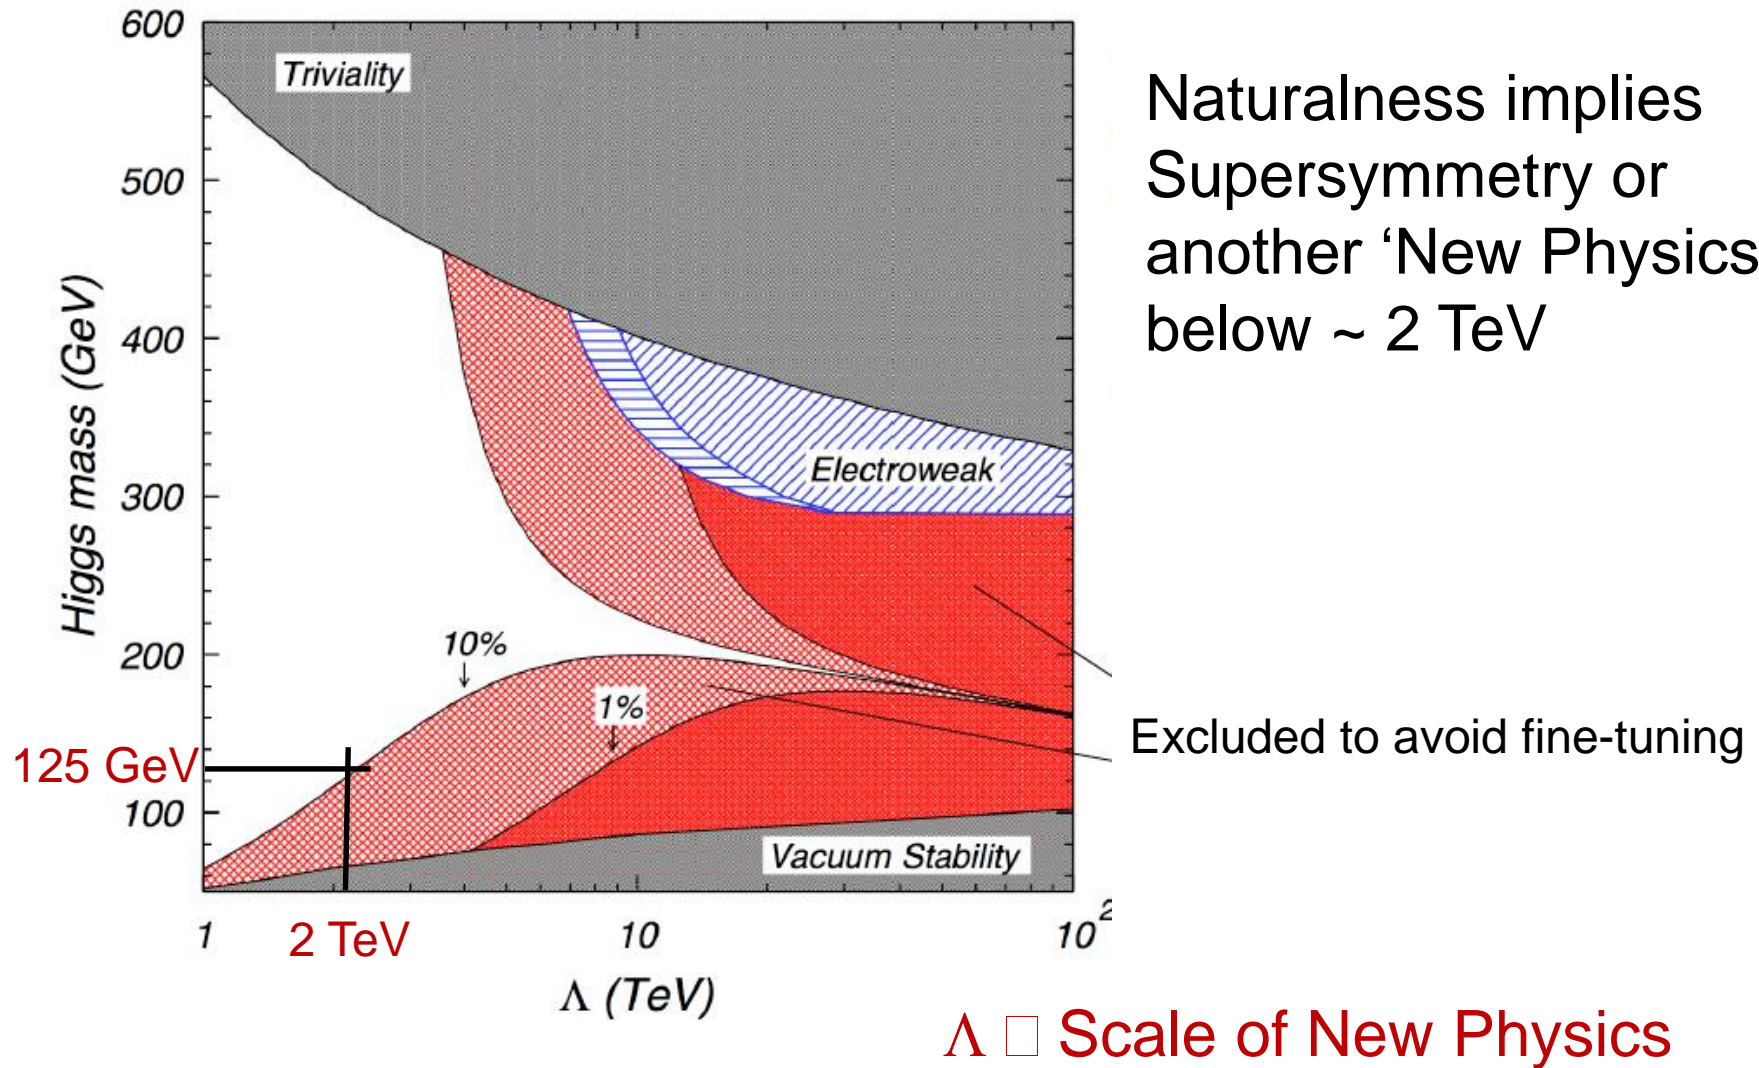 600
500
400
300
200
100
Higgs mass (GeV)
Triviality
Electroweak
10%
1%
Vacuum Stability
125 GeV
1
2 TeV
10
10²
Λ (TeV)
Naturalness implies
Supersymmetry or
another ‘New Physics
below ~ 2 TeV
Excluded to avoid fine-tuning
Λ □ Scale of New Physics